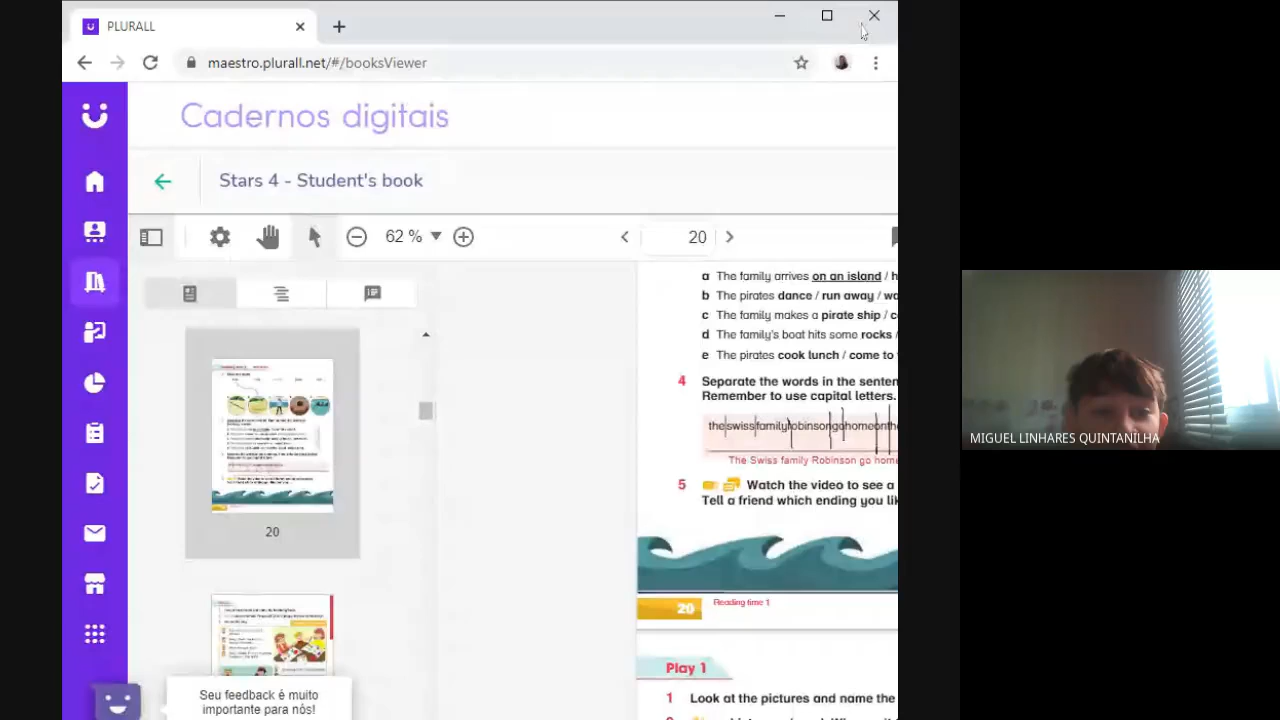 PLURALL
maestro.plurall.net/#/booksViewer
Cadernos digitais
Stars 4 - Student's book
62 %
20
a The family arrives on an island / h
b The pirates dance / run away / wa
c The family makes a pirate ship / c
d The family's boat hits some rocks /
e The pirates cook lunch / come to
4 Separate the words in the senten
Remember to use capital letters.
theswissfamilyrobinsongohomeonthe
The Swiss family Robinson go hom
5 Watch the video to see a
Tell a friend which ending you lik
20 Reading time 1
Play 1
1 Look at the pictures and name the
20
Seu feedback é muito
importante para nós!
MIGUEL LINHARES QUINTANILHA